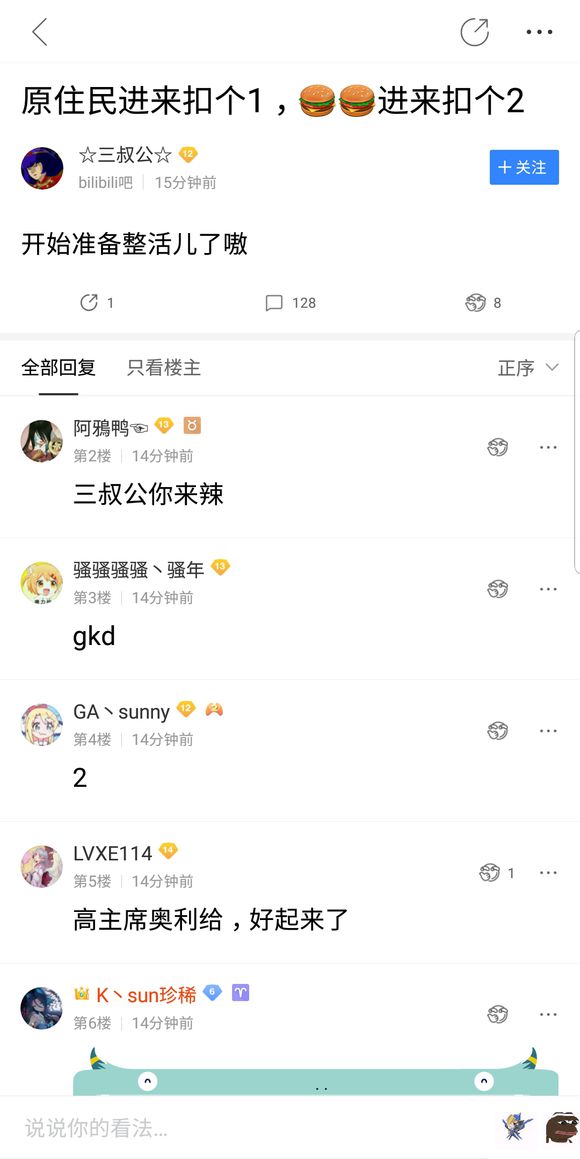 原住民进来扣个1，🍔🍔进来扣个2
☆三叔公☆ 12
bilibili吧 15分钟前
+ 关注
开始准备整活儿了嗷
1 128 8
全部回复 只看楼主 正序
阿鴉鸭☜ 13
第2楼 14分钟前
三叔公你来辣
骚骚骚骚丶骚年 13
第3楼 14分钟前
gkd
GA丶sunny 12
第4楼 14分钟前
2
LVXE114 14
第5楼 14分钟前
1
高主席奥利给，好起来了
K丶sun珍稀 6
第6楼 14分钟前
说说你的看法...